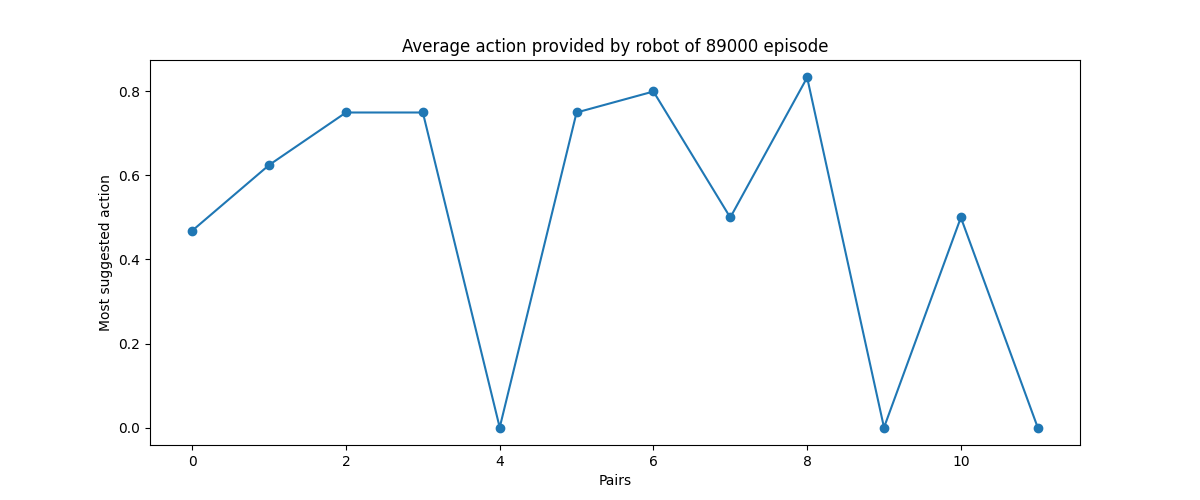 Average action provided by robot of 89000 episode
Most suggested action
0.8
0.6
0.4
0.2
0.0
0 2 4 6 8 10
Pairs